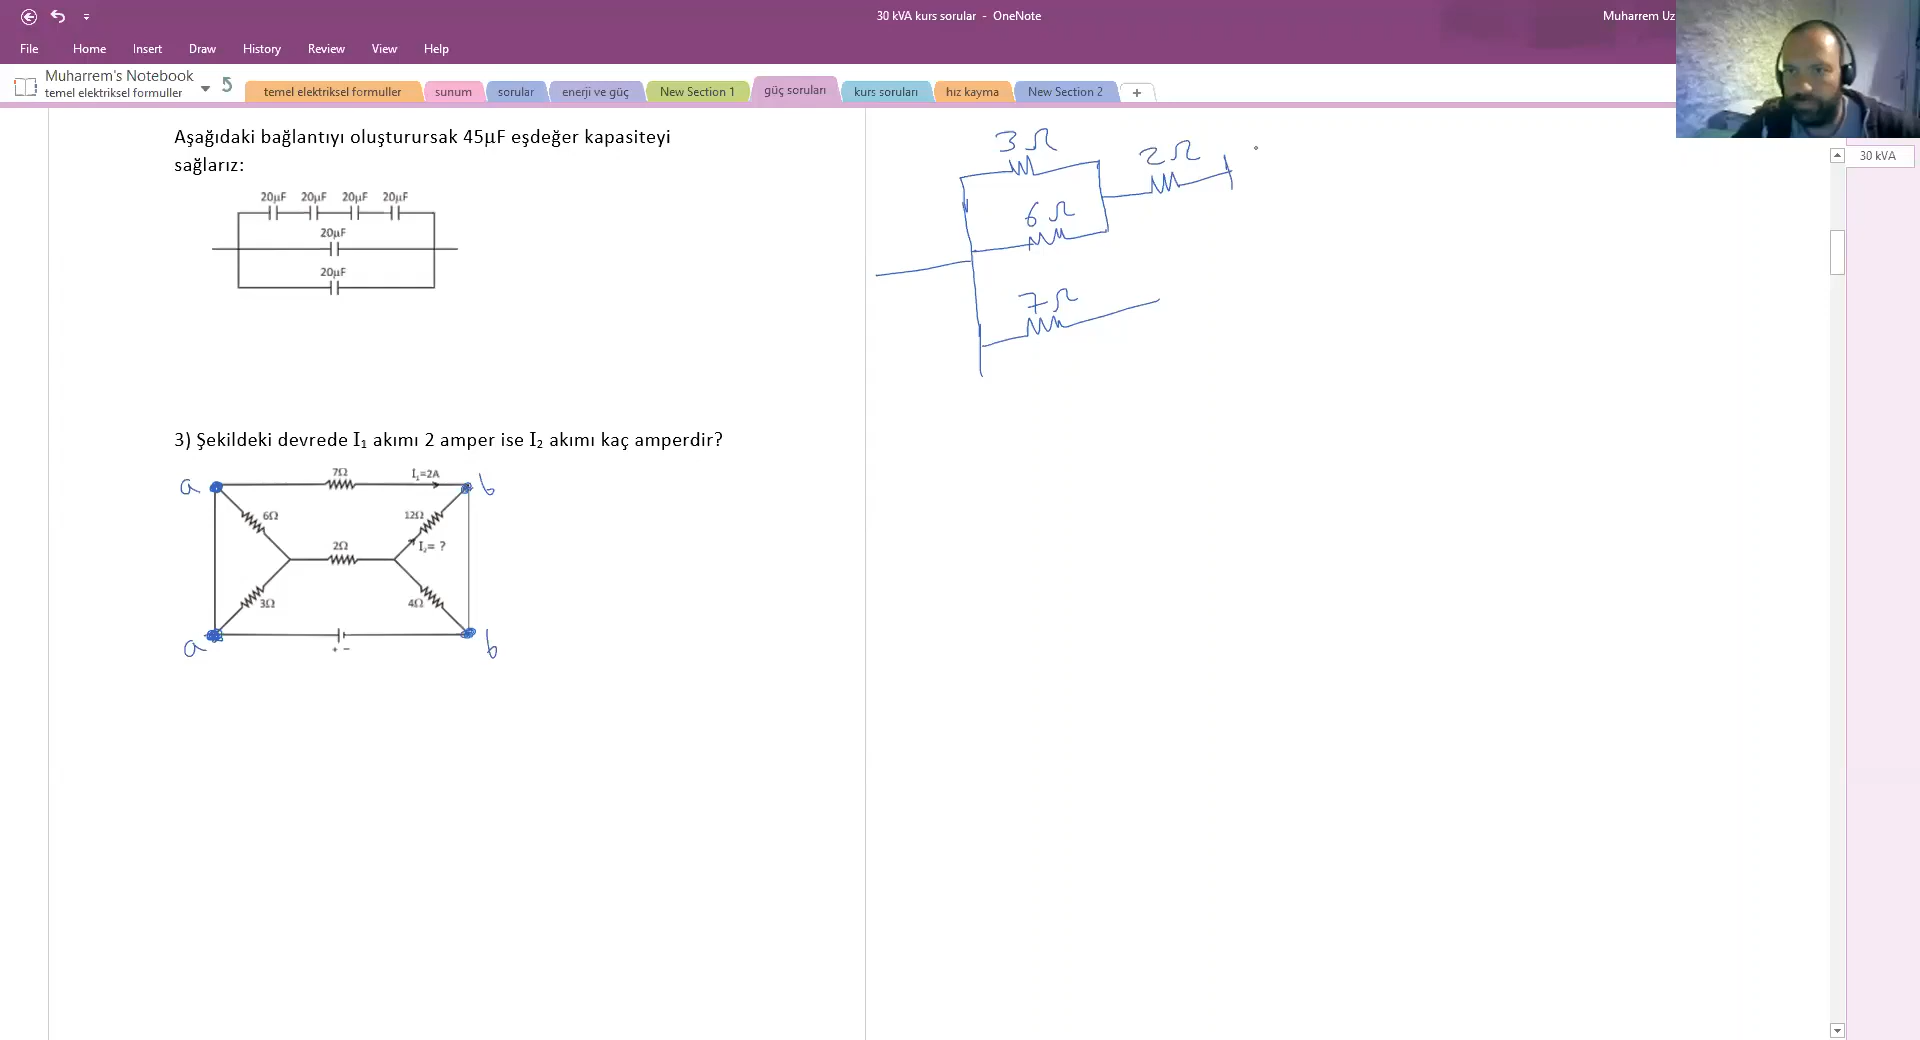 30 kVA kurs sorular - OneNote
Muharrem Uz
File Home Insert Draw History Review View Help
Muharrem's Notebook
temel elektriksel formuller
temel elektriksel formuller sunum sorular enerji ve güç New Section 1 güç soruları kurs soruları hız kayma New Section 2 +
30 kVA
Aşağıdaki bağlantıyı oluşturursak 45µF eşdeğer kapasiteyi
sağlarız:
20µF 20µF 20µF 20µF
20µF
20µF
3) Şekildeki devrede I₁ akımı 2 amper ise I₂ akımı kaç amperdir?
7Ω I₁=2A
a b
6Ω 12Ω
2Ω I₂= ?
3Ω 4Ω
a b
+ -
3Ω
2Ω
6Ω
7Ω